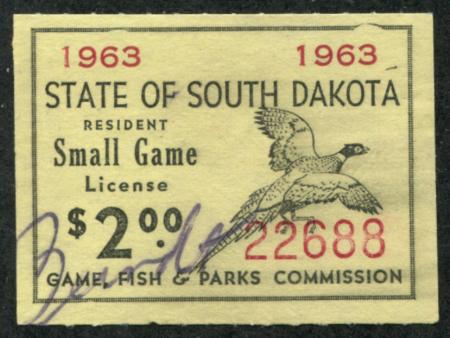 1963 1963
STATE OF SOUTH DAKOTA
RESIDENT
Small Game
License
$2.00
22688
GAME, FISH & PARKS COMMISSION